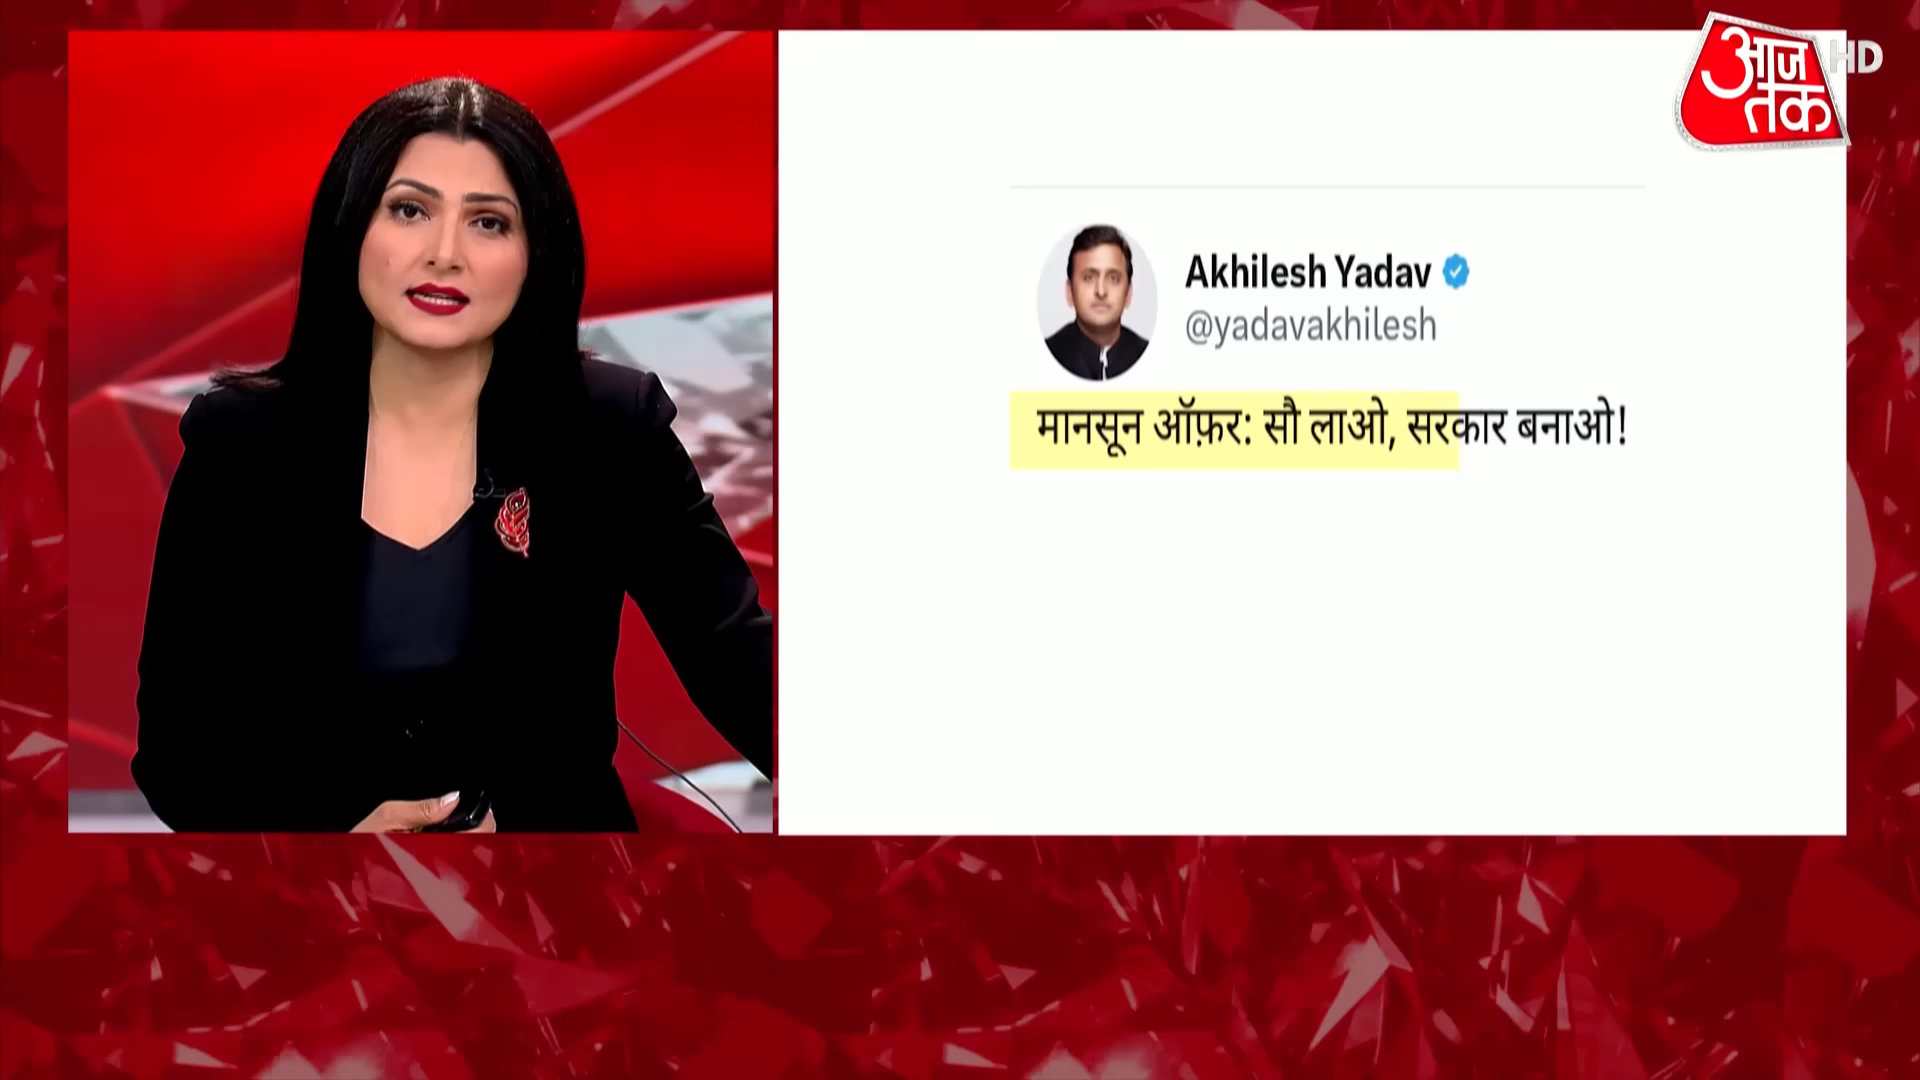 आज
तक
HD
Akhilesh Yadav
@yadavakhilesh
मानसून ऑफ़र: सौ लाओ, सरकार बनाओ!